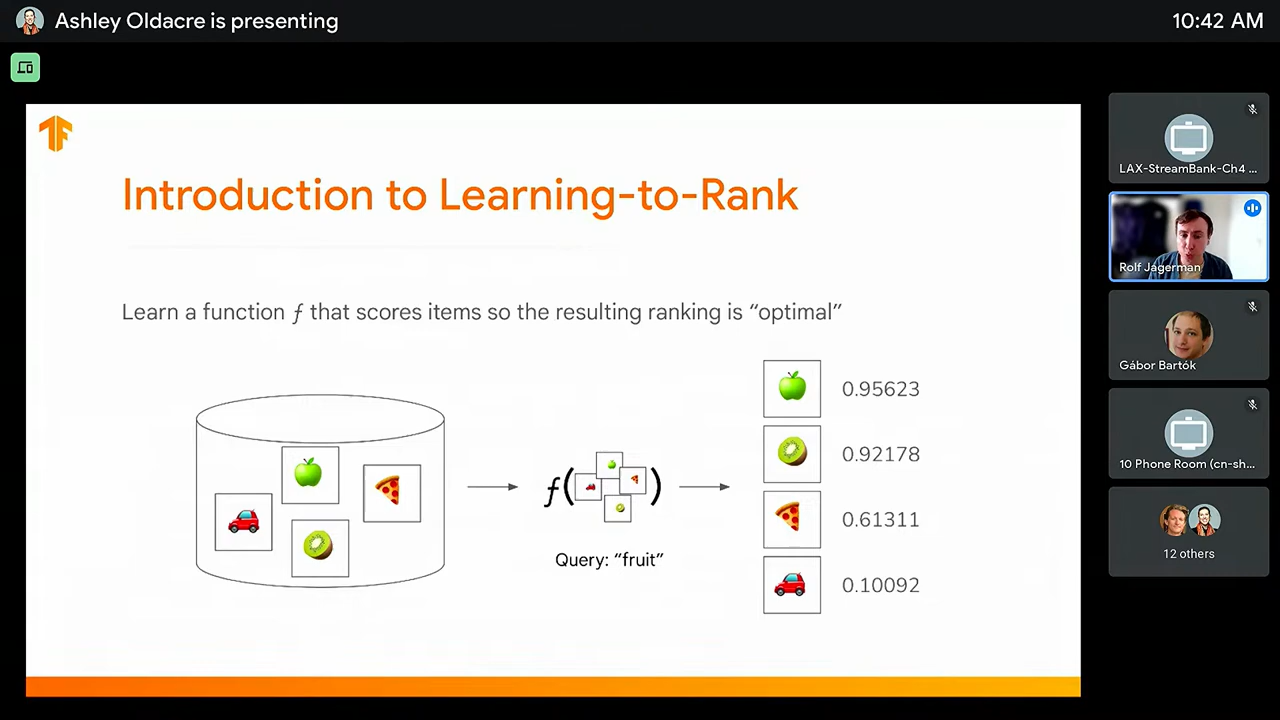 Ashley Oldacre is presenting
10:42 AM
Introduction to Learning-to-Rank
Learn a function f that scores items so the resulting ranking is “optimal”
f( )
Query: “fruit”
0.95623
0.92178
0.61311
0.10092
LAX-StreamBank-Ch4 ...
Rolf Jagerman
Gábor Bartók
10 Phone Room (cn-sh...
12 others